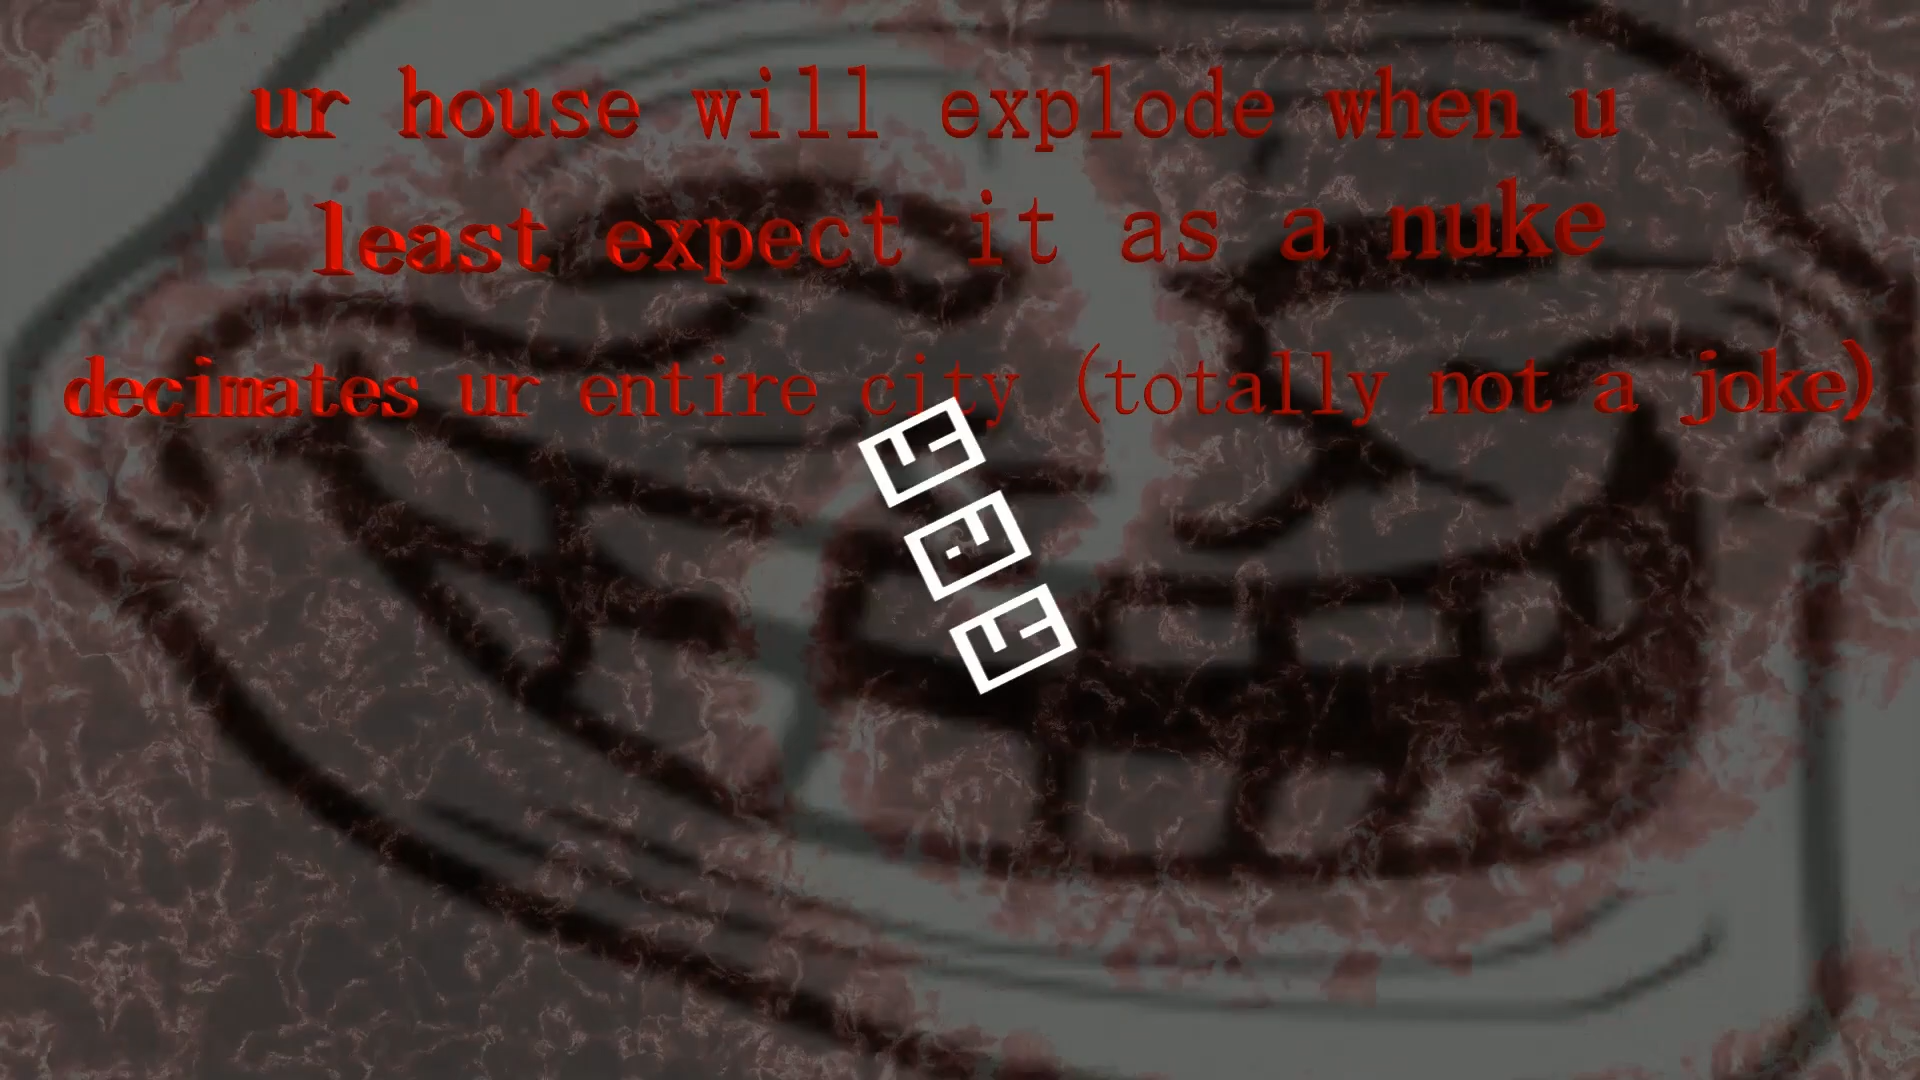 ur house will explode when u
least expect it as a nuke
decimates ur entire city (totally not a joke)